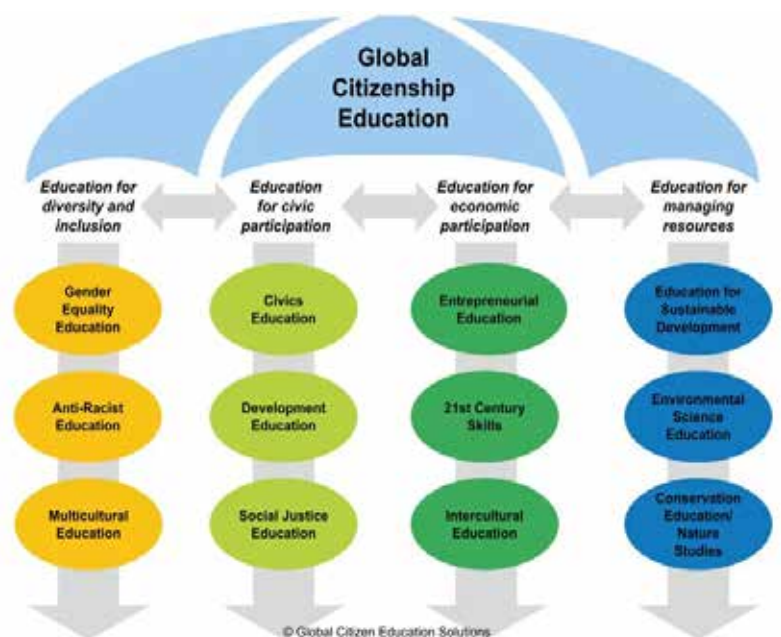 Global
Citizenship
Education
Education for
diversity and
inclusion
Education
for civic
participation
Education for
economic
participation
Education for
managing
resources
Gender
Equality
Education
Civics
Education
Entrepreneurial
Education
Education for
Sustainable
Development
Anti-Racist
Education
Development
Education
21st Century
Skills
Environmental
Science
Education
Multicultural
Education
Social Justice
Education
Intercultural
Education
Conservation
Education/
Nature
Studies
© Global Citizen Education Solutions